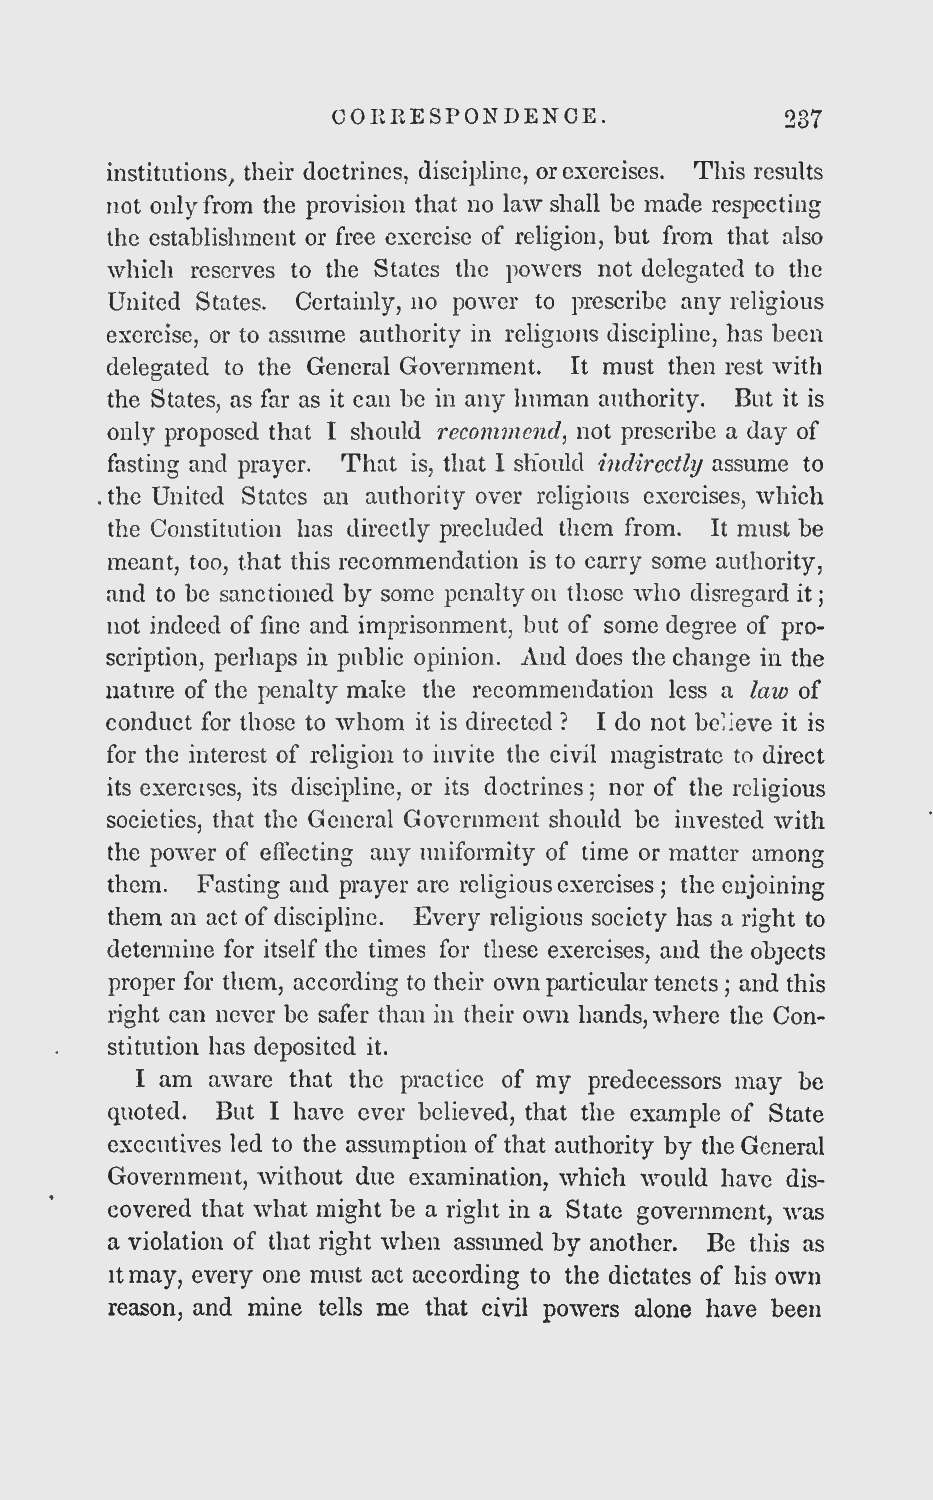 CORRESPONDENCE. 237
institutions, their doctrines, discipline, or exercises. This results
not only from the provision that no law shall be made respecting
the establishment or free exercise of religion, but from that also
which reserves to the States the powers not delegated to the
United States. Certainly, no power to prescribe any religious
exercise, or to assume authority in religious discipline, has been
delegated to the General Government. It must then rest with
the States, as far as it can be in any human authority. But it is
only proposed that I should recommend, not prescribe a day of
fasting and prayer. That is, that I should indirectly assume to
the United States an authority over religious exercises, which
the Constitution has directly precluded them from. It must be
meant, too, that this recommendation is to carry some authority,
and to be sanctioned by some penalty on those who disregard it;
not indeed of fine and imprisonment, but of some degree of pro-
scription, perhaps in public opinion. And does the change in the
nature of the penalty make the recommendation less a law of
conduct for those to whom it is directed? I do not believe it is
for the interest of religion to invite the civil magistrate to direct
its exercises, its discipline, or its doctrines; nor of the religious
societies, that the General Government should be invested with
the power of effecting any uniformity of time or matter among
them. Fasting and prayer are religious exercises; the enjoining
them an act of discipline. Every religious society has a right to
determine for itself the times for these exercises, and the objects
proper for them, according to their own particular tenets; and this
right can never be safer than in their own hands, where the Con-
stitution has deposited it.
I am aware that the practice of my predecessors may be
quoted. But I have ever believed, that the example of State
executives led to the assumption of that authority by the General
Government, without due examination, which would have dis-
covered that what might be a right in a State government, was
a violation of that right when assumed by another. Be this as
it may, every one must act according to the dictates of his own
reason, and mine tells me that civil powers alone have been